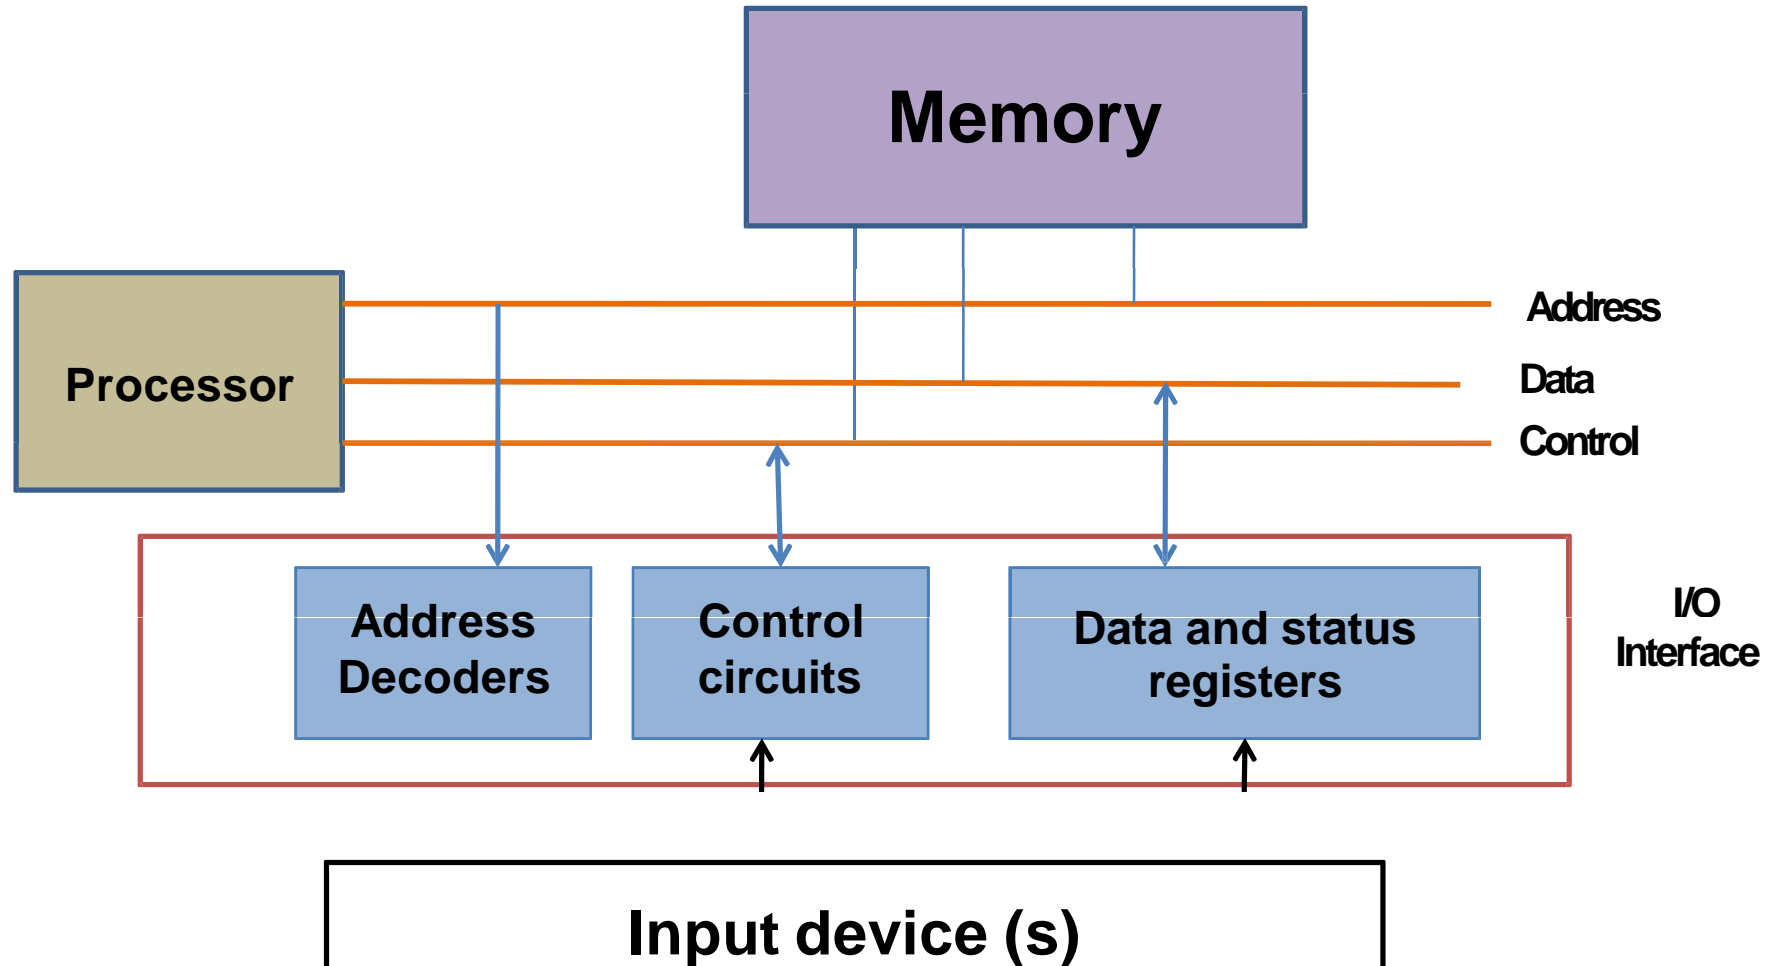 Memory
Address
Processor
Data
Control
Address
Decoders
Control
circuits
Data and status
registers
I/O
Interface
Input device (s)